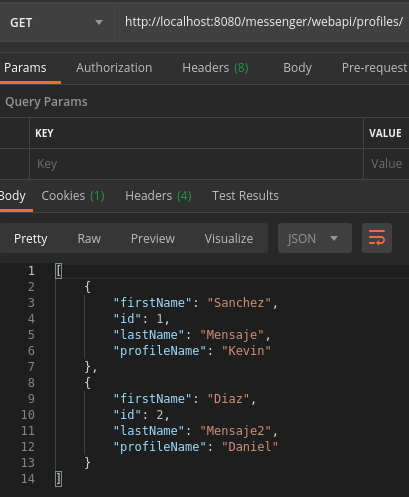 GET http://localhost:8080/messenger/webapi/profiles/
Params Authorization Headers (8) Body Pre-request
Query Params
KEY VALUE
Key Value
Body Cookies (1) Headers (4) Test Results
Pretty Raw Preview Visualize JSON
1 [
2 {
3 "firstName": "Sanchez",
4 "id": 1,
5 "lastName": "Mensaje",
6 "profileName": "Kevin"
7 },
8 {
9 "firstName": "Diaz",
10 "id": 2,
11 "lastName": "Mensaje2",
12 "profileName": "Daniel"
13 }
14 ]